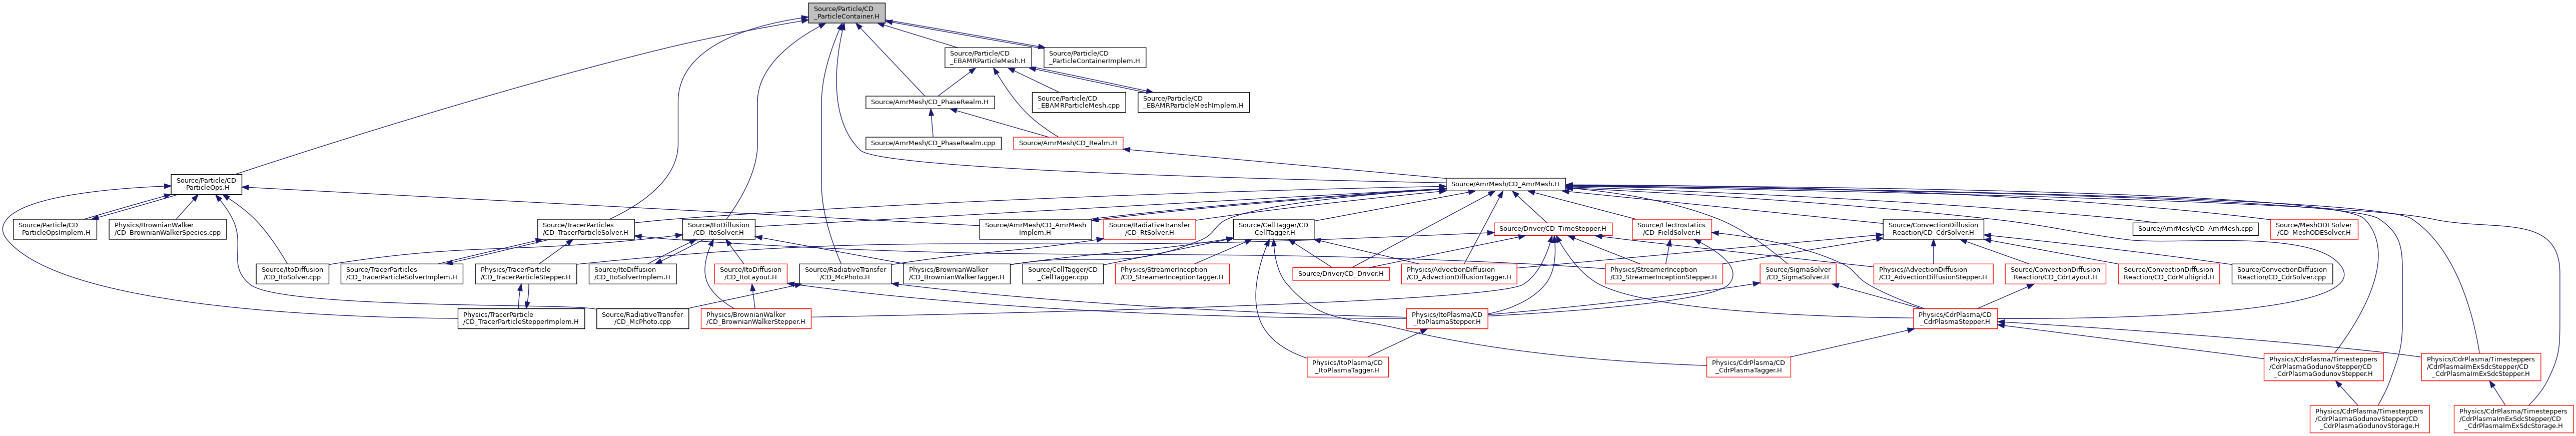 Source/Particle/CD
_ParticleContainer.H
Source/Particle/CD
_EBAMRParticleMesh.H
Source/Particle/CD
_ParticleContainerImplem.H
Source/AmrMesh/CD_PhaseRealm.H
Source/Particle/CD
_EBAMRParticleMesh.cpp
Source/Particle/CD
_EBAMRParticleMeshImplem.H
Source/AmrMesh/CD_PhaseRealm.cpp
Source/AmrMesh/CD_Realm.H
Source/Particle/CD
_ParticleOps.H
Source/AmrMesh/CD_AmrMesh.H
Source/Particle/CD
_ParticleOpsImplem.H
Physics/BrownianWalker
/CD_BrownianWalkerSpecies.cpp
Source/TracerParticles
/CD_TracerParticleSolver.H
Source/ItoDiffusion
/CD_ItoSolver.H
Source/AmrMesh/CD_AmrMesh
Implem.H
Source/RadiativeTransfer
/CD_RtSolver.H
Source/CellTagger/CD
_CellTagger.H
Source/Driver/CD_TimeStepper.H
Source/Electrostatics
/CD_FieldSolver.H
Source/ConvectionDiffusion
Reaction/CD_CdrSolver.H
Source/AmrMesh/CD_AmrMesh.cpp
Source/MeshODESolver
/CD_MeshODESolver.H
Source/ItoDiffusion
/CD_ItoSolver.cpp
Source/TracerParticles
/CD_TracerParticleSolverImplem.H
Physics/TracerParticle
/CD_TracerParticleStepper.H
Source/ItoDiffusion
/CD_ItoSolverImplem.H
Source/ItoDiffusion
/CD_ItoLayout.H
Source/RadiativeTransfer
/CD_McPhoto.H
Physics/BrownianWalker
/CD_BrownianWalkerTagger.H
Source/CellTagger/CD
_CellTagger.cpp
Physics/StreamerInception
/CD_StreamerInceptionTagger.H
Source/Driver/CD_Driver.H
Physics/AdvectionDiffusion
/CD_AdvectionDiffusionTagger.H
Physics/StreamerInception
/CD_StreamerInceptionStepper.H
Source/SigmaSolver
/CD_SigmaSolver.H
Physics/AdvectionDiffusion
/CD_AdvectionDiffusionStepper.H
Source/ConvectionDiffusion
Reaction/CD_CdrLayout.H
Source/ConvectionDiffusion
Reaction/CD_CdrMultigrid.H
Source/ConvectionDiffusion
Reaction/CD_CdrSolver.cpp
Physics/TracerParticle
/CD_TracerParticleStepperImplem.H
Source/RadiativeTransfer
/CD_McPhoto.cpp
Physics/BrownianWalker
/CD_BrownianWalkerStepper.H
Physics/ItoPlasma/CD
_ItoPlasmaStepper.H
Physics/CdrPlasma/CD
_CdrPlasmaStepper.H
Physics/ItoPlasma/CD
_ItoPlasmaTagger.H
Physics/CdrPlasma/CD
_CdrPlasmaTagger.H
Physics/CdrPlasma/Timesteppers
/CdrPlasmaGodunovStepper/CD
_CdrPlasmaGodunovStepper.H
Physics/CdrPlasma/Timesteppers
/CdrPlasmaImExSdcStepper/CD
_CdrPlasmaImExSdcStepper.H
Physics/CdrPlasma/Timesteppers
/CdrPlasmaGodunovStepper/CD
_CdrPlasmaGodunovStorage.H
Physics/CdrPlasma/Timesteppers
/CdrPlasmaImExSdcStepper/CD
_CdrPlasmaImExSdcStorage.H